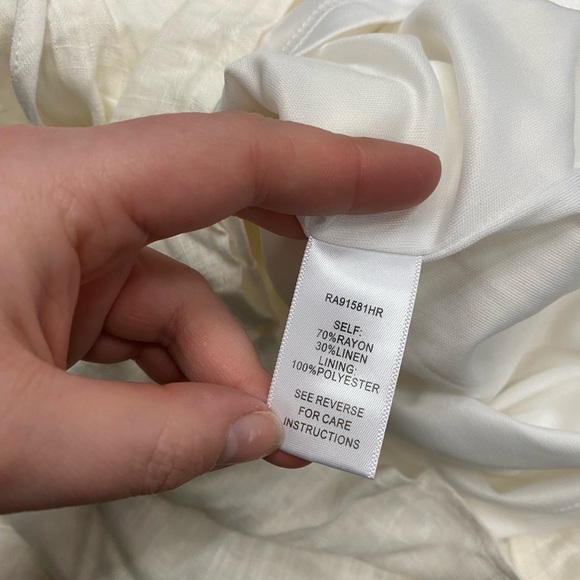 RA91581HR
SELF:
70%RAYON
30%LINEN
LINING:
100%POLYESTER
SEE REVERSE
FOR CARE
INSTRUCTIONS